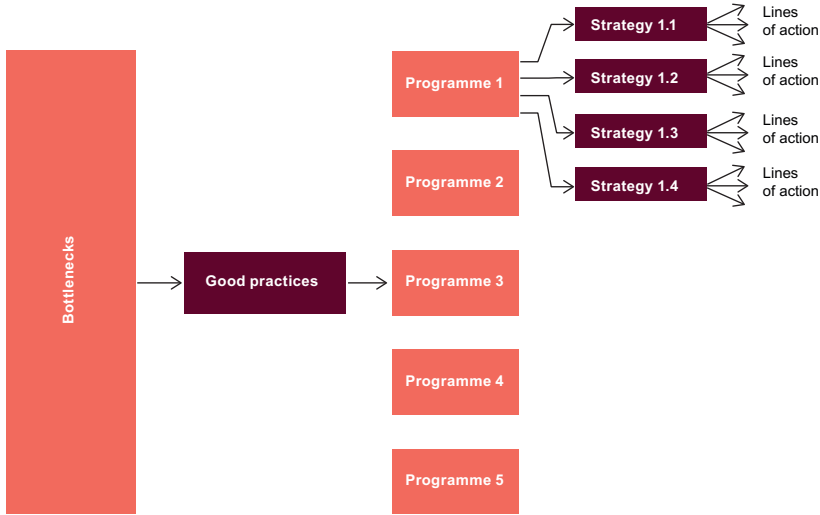 Bottlenecks
Good practices
Programme 1
Programme 2
Programme 3
Programme 4
Programme 5
Strategy 1.1
Lines
of action
Strategy 1.2
Lines
of action
Strategy 1.3
Lines
of action
Strategy 1.4
Lines
of action